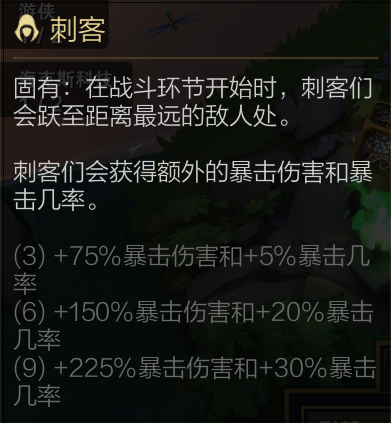 游侠
刺客
固有：在战斗环节开始时，刺客们
会跃至距离最远的敌人处。
刺客们会获得额外的暴击伤害和暴
击几率。
(3) +75%暴击伤害和+5%暴击几
率
(6) +150%暴击伤害和+20%暴击
几率
(9) +225%暴击伤害和+30%暴击
几率